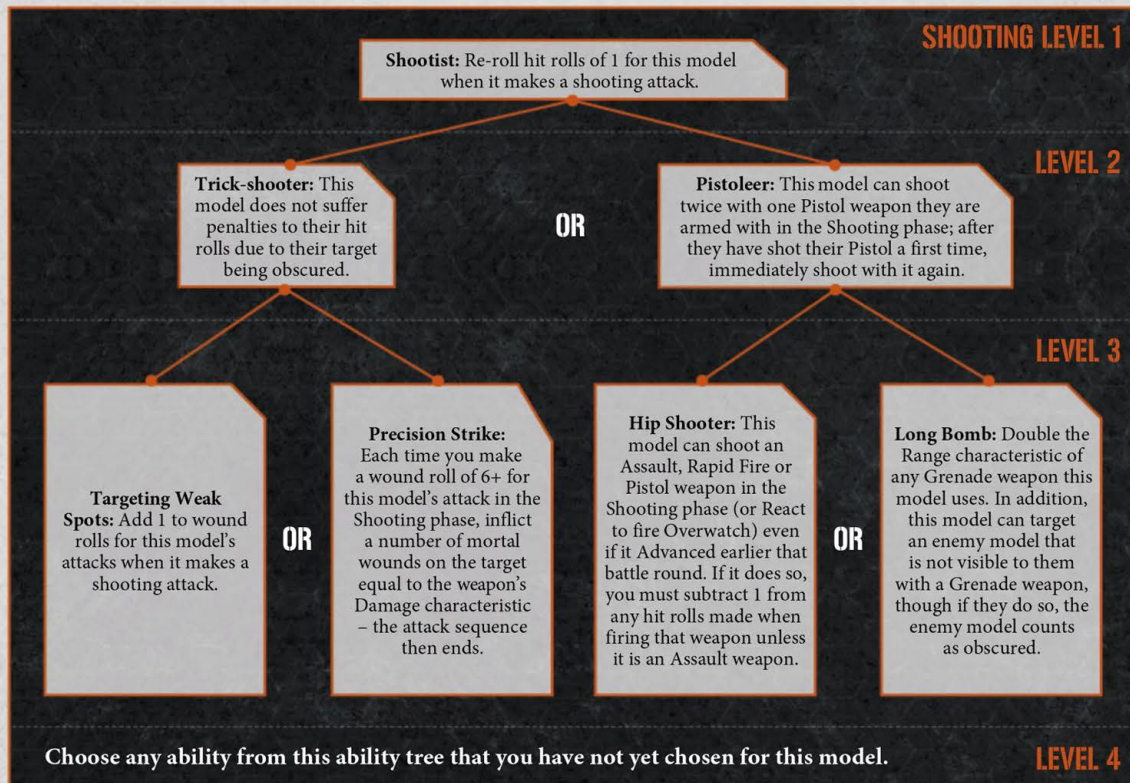 SHOOTING LEVEL 1
Shootist: Re-roll hit rolls of 1 for this model
when it makes a shooting attack.
LEVEL 2
Trick-shooter: This
model does not suffer
penalties to their hit
rolls due to their target
being obscured.
OR
Pistoleer: This model can shoot
twice with one Pistol weapon they are
armed with in the Shooting phase; after
they have shot their Pistol a first time,
immediately shoot with it again.
LEVEL 3
Targeting Weak
Spots: Add 1 to wound
rolls for this model's
attacks when it makes a
shooting attack.
OR
Precision Strike:
Each time you make
a wound roll of 6+ for
this model's attack in the
Shooting phase, inflict
a number of mortal
wounds on the target
equal to the weapon's
Damage characteristic
– the attack sequence
then ends.
Hip Shooter: This
model can shoot an
Assault, Rapid Fire or
Pistol weapon in the
Shooting phase (or React
to fire Overwatch) even
if it Advanced earlier that
battle round. If it does so,
you must subtract 1 from
any hit rolls made when
firing that weapon unless
it is an Assault weapon.
OR
Long Bomb: Double the
Range characteristic of
any Grenade weapon this
model uses. In addition,
this model can target
an enemy model that
is not visible to them
with a Grenade weapon,
though if they do so, the
enemy model counts
as obscured.
Choose any ability from this ability tree that you have not yet chosen for this model.
LEVEL 4